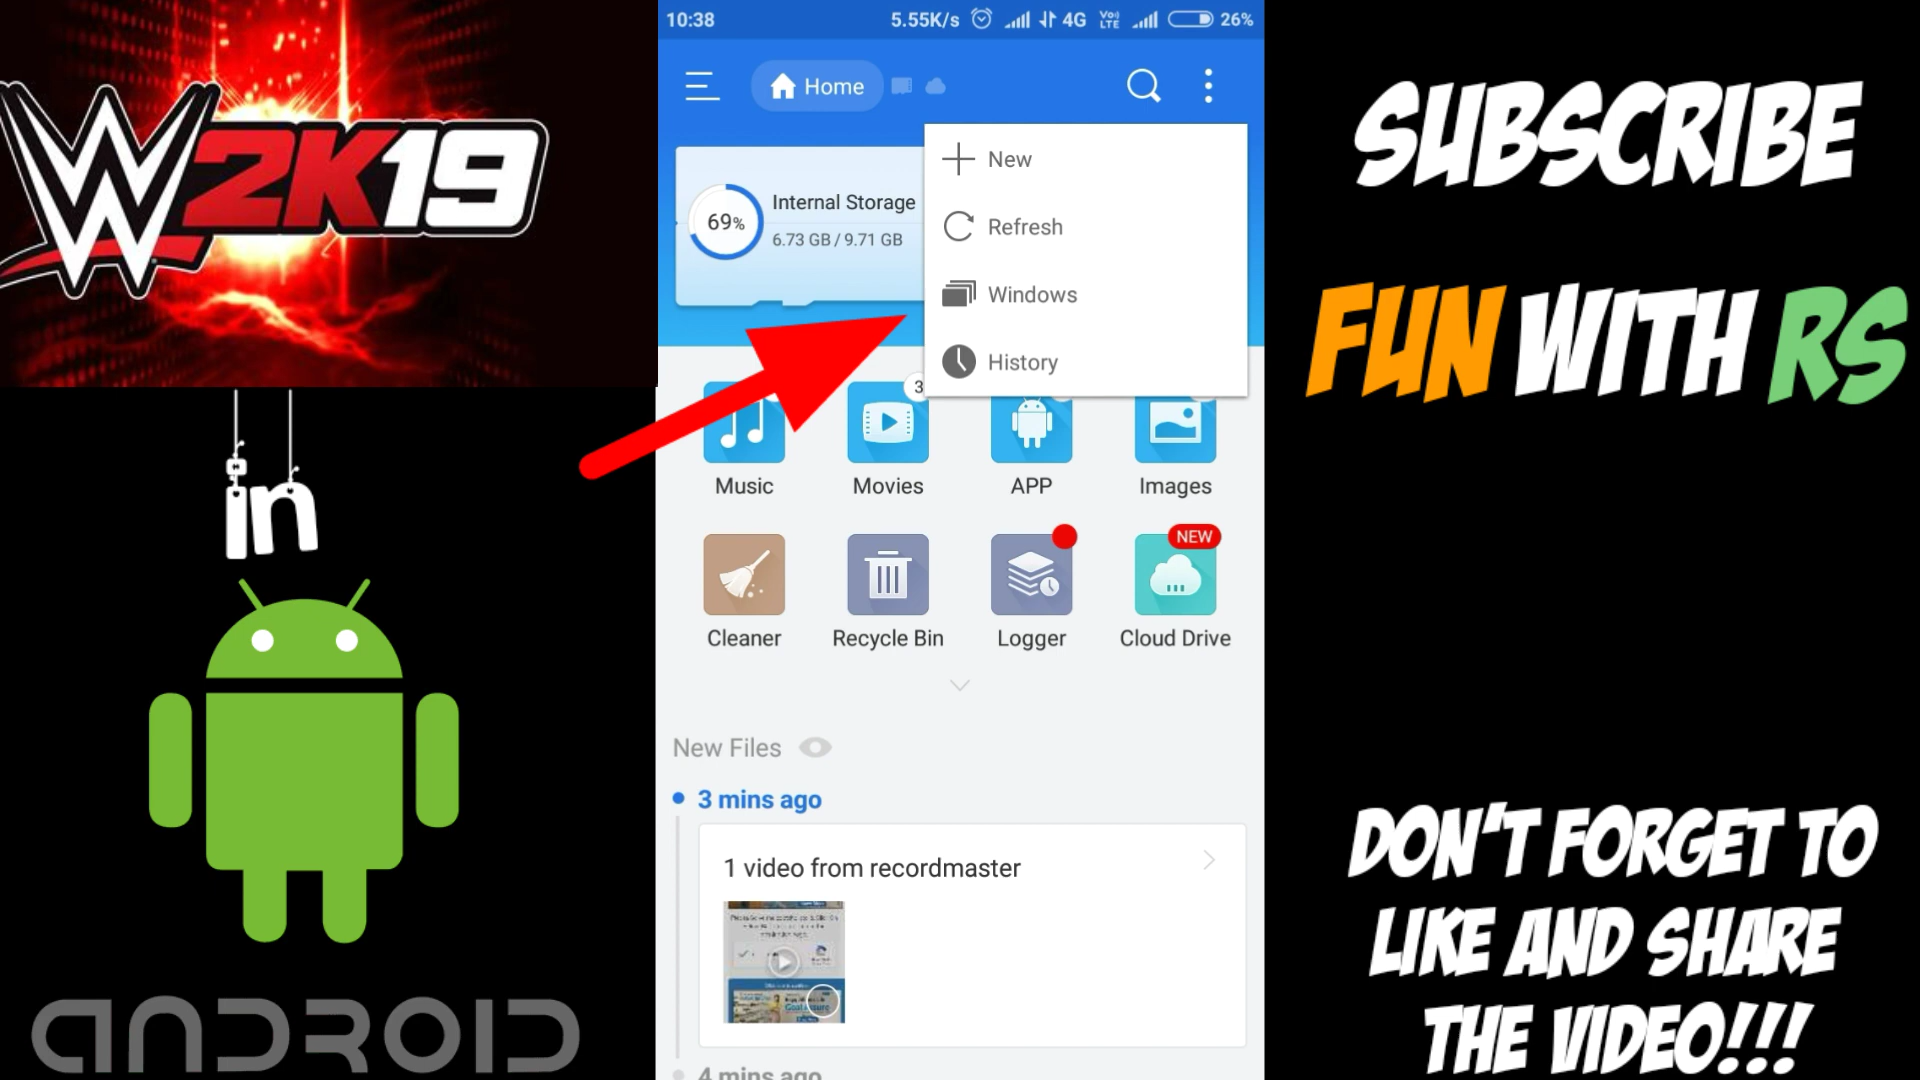 W2K19
in
ANDROID
10:38
5.55K/s
4G
Vo))
LTE
26%
Home
69%
Internal Storage
6.73 GB / 9.71 GB
New
Refresh
Windows
History
3
Music
Movies
APP
Images
NEW
Cleaner
Recycle Bin
Logger
Cloud Drive
New Files
3 mins ago
1 video from recordmaster
4 mins ago
SUBSCRIBE
FUN WITH RS
DON'T FORGET TO
LIKE AND SHARE
THE VIDEO!!!